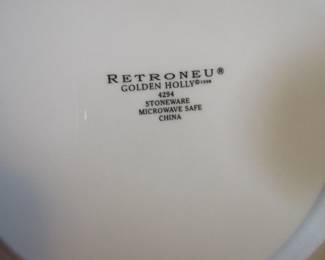 RETRONEU®
GOLDEN HOLLY©1998
4294
STONEWARE
MICROWAVE SAFE
CHINA